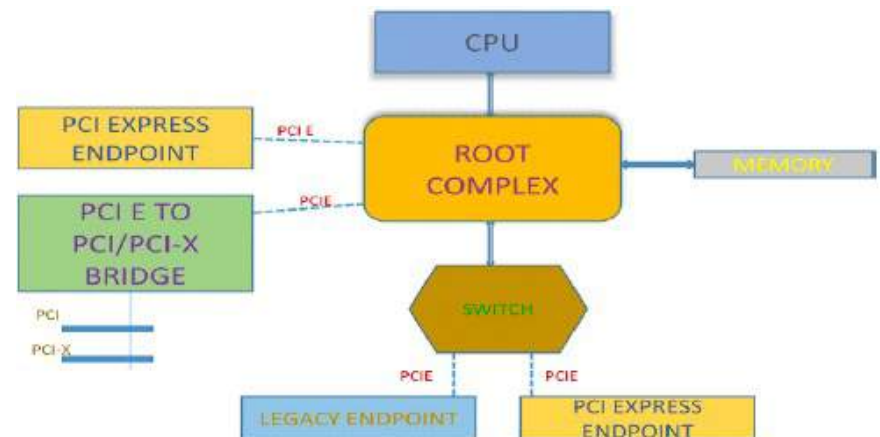 CPU
PCI EXPRESS
ENDPOINT
PCI E
ROOT
COMPLEX
MEMORY
PCI E TO
PCI/PCI-X
BRIDGE
PCIE
SWITCH
PCI
PCI-X
PCIE
PCIE
LEGACY ENDPOINT
PCI EXPRESS
ENDPOINT